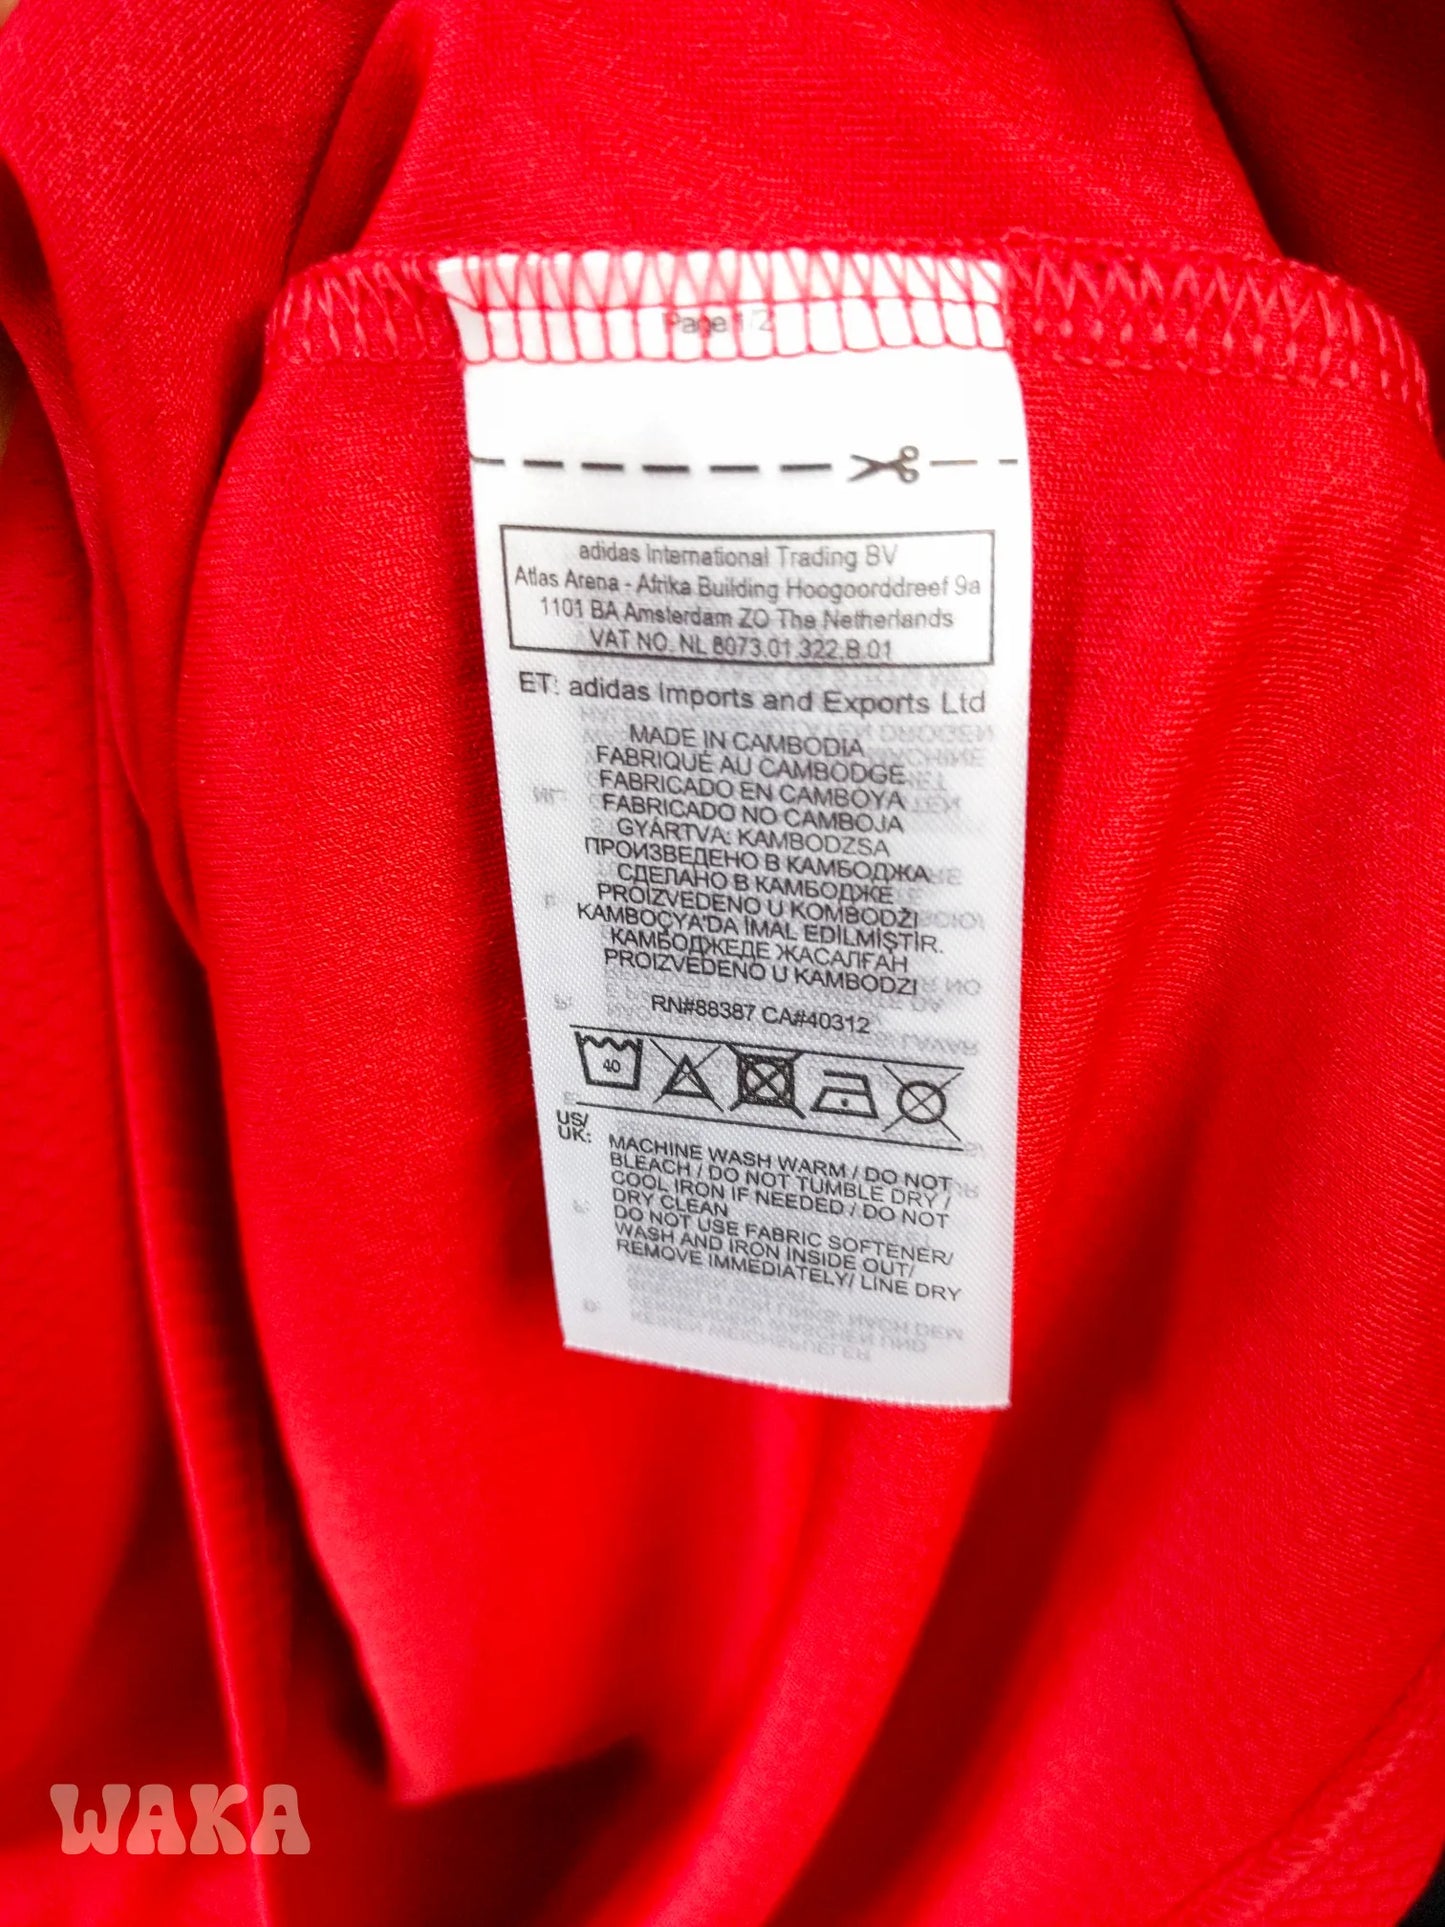 Page 1/2
adidas International Trading BV
Atlas Arena - Afrika Building Hoogoorddreef 9a
1101 BA Amsterdam ZO The Netherlands
VAT NO. NL 8073.01.322.B.01
ET: adidas Imports and Exports Ltd
MADE IN CAMBODIA
FABRIQUÉ AU CAMBODGE
FABRICADO EN CAMBOYA
FABRICADO NO CAMBOJA
GYÁRTVA: KAMBODZSA
ПРОИЗВЕДЕНО В КАМБОДЖА
СДЕЛАНО В КАМБОДЖЕ
PROIZVEDENO U KOMBODŽI
KAMBOÇYA'DA İMAL EDİLMİŞTİR.
КАМБОДЖЕДЕ ЖАСАЛҒАН
PROIZVEDENO U KAMBODZI
RN#88387 CA#40312
40
US/
UK:
MACHINE WASH WARM / DO NOT
BLEACH / DO NOT TUMBLE DRY /
COOL IRON IF NEEDED / DO NOT
DRY CLEAN
DO NOT USE FABRIC SOFTENER/
WASH AND IRON INSIDE OUT/
REMOVE IMMEDIATELY/ LINE DRY
WAKA